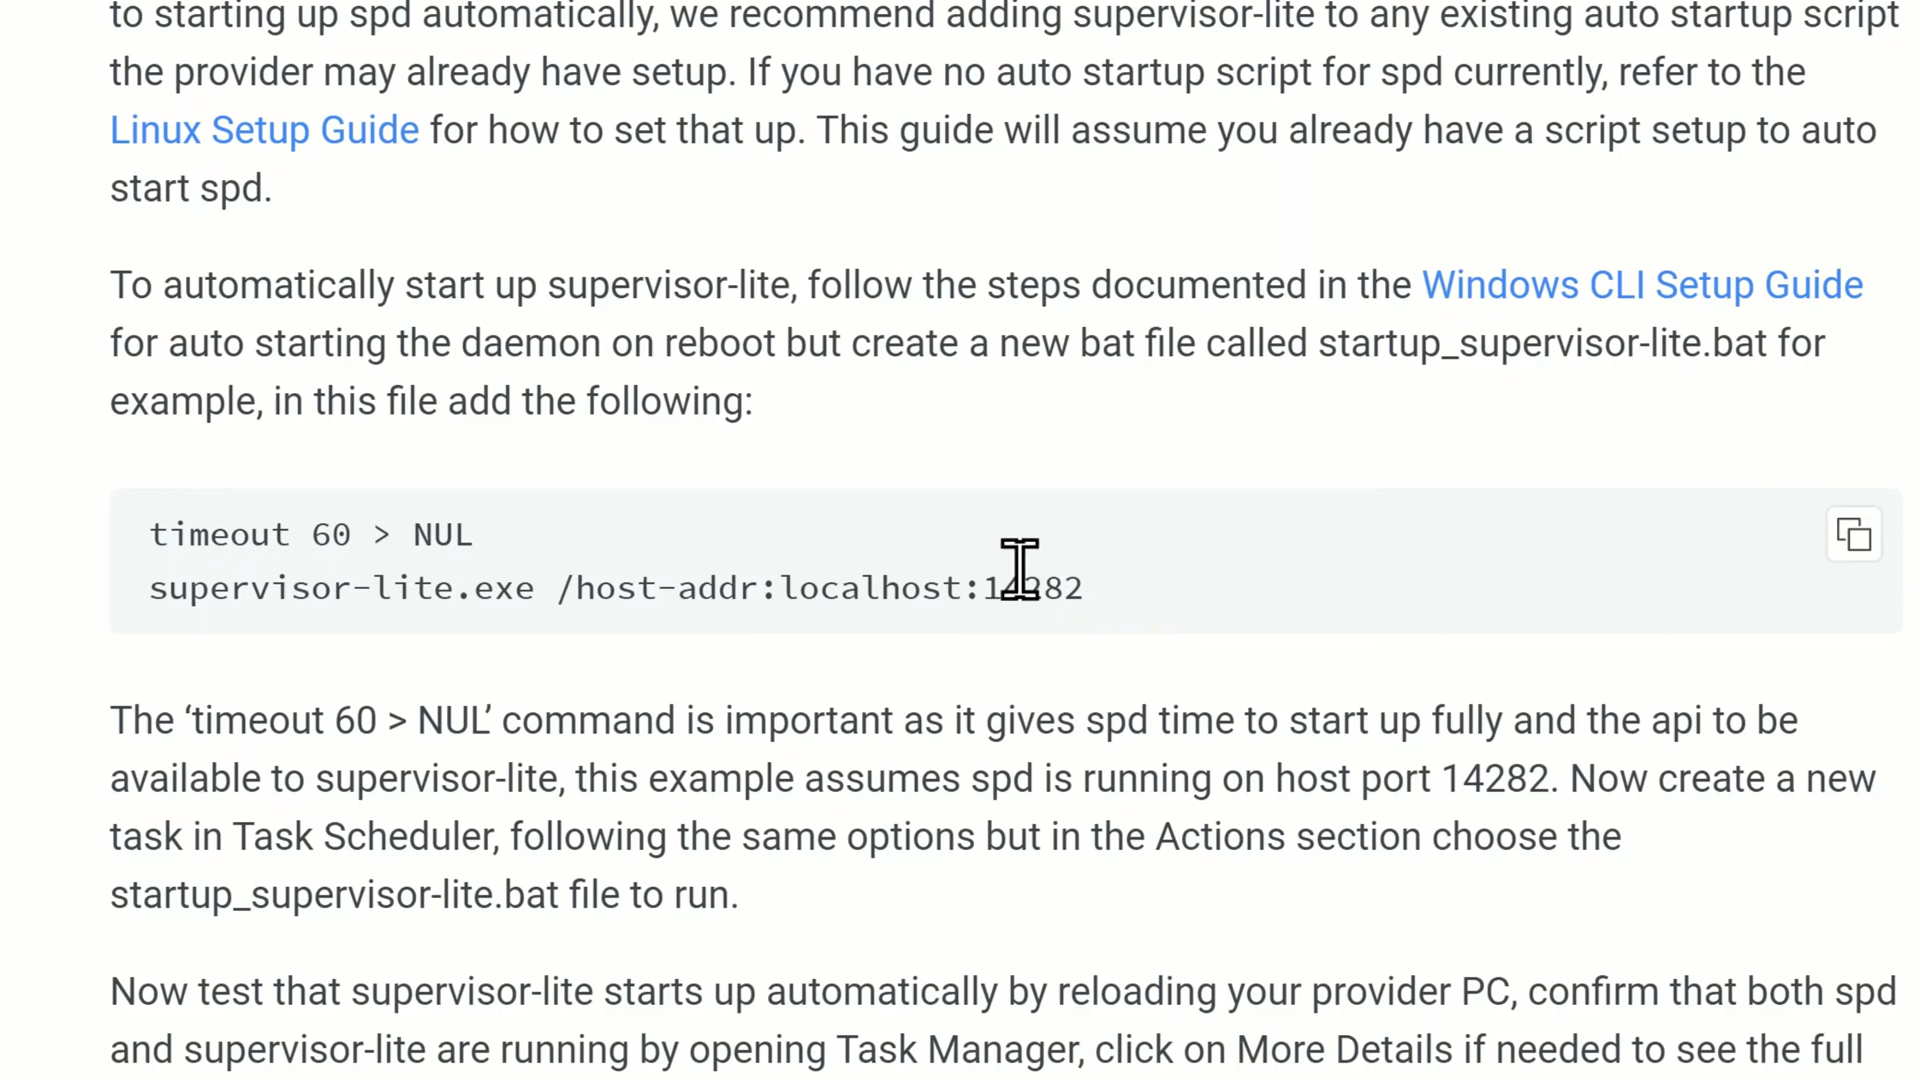 to starting up spd automatically, we recommend adding supervisor-lite to any existing auto startup script
the provider may already have setup. If you have no auto startup script for spd currently, refer to the
Linux Setup Guide for how to set that up. This guide will assume you already have a script setup to auto
start spd.
To automatically start up supervisor-lite, follow the steps documented in the Windows CLI Setup Guide
for auto starting the daemon on reboot but create a new bat file called startup_supervisor-lite.bat for
example, in this file add the following:
timeout 60 > NUL
supervisor-lite.exe /host-addr:localhost:14282
The ‘timeout 60 > NUL’ command is important as it gives spd time to start up fully and the api to be
available to supervisor-lite, this example assumes spd is running on host port 14282. Now create a new
task in Task Scheduler, following the same options but in the Actions section choose the
startup_supervisor-lite.bat file to run.
Now test that supervisor-lite starts up automatically by reloading your provider PC, confirm that both spd
and supervisor-lite are running by opening Task Manager, click on More Details if needed to see the full